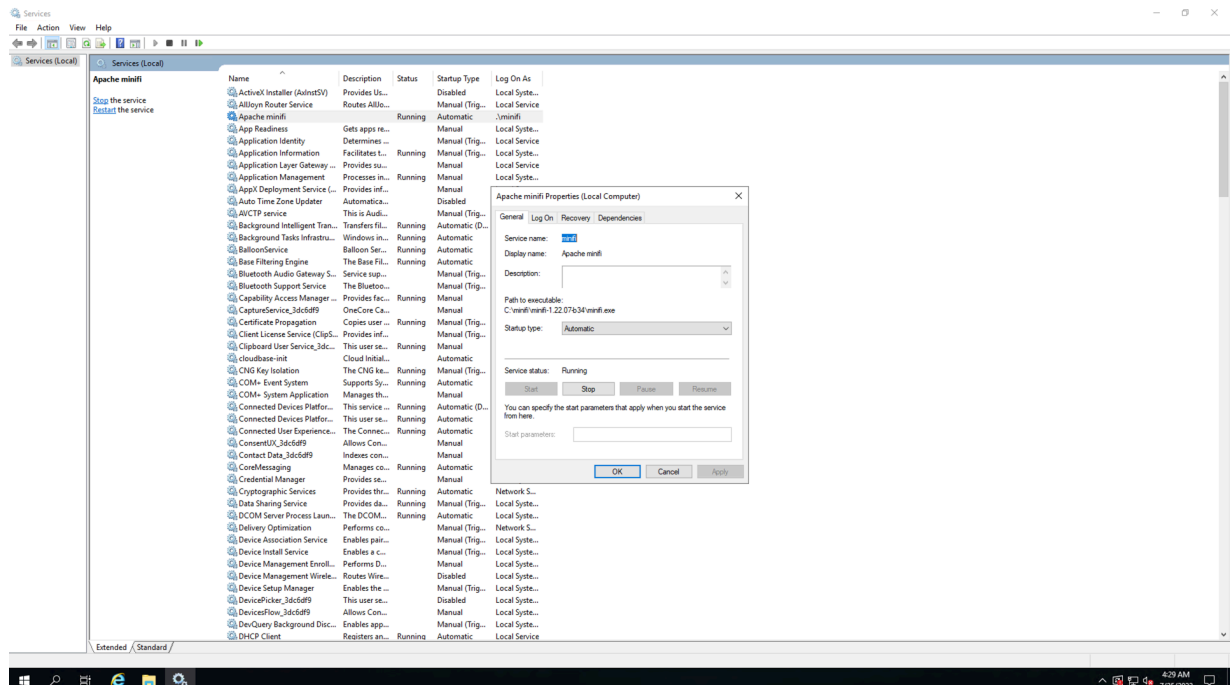 Services
File Action View Help
Services (Local)
Services (Local)
Apache minifi
Stop the service
Restart the service
Name Description Status Startup Type Log On As
ActiveX Installer (AxInstSV) Provides Us... Disabled Local Syste...
AllJoyn Router Service Routes AllJo... Manual (Trig... Local Service
Apache minifi Running Automatic .\minifi
App Readiness Gets apps re... Manual Local Syste...
Application Identity Determines ... Manual (Trig... Local Service
Application Information Facilitates t... Running Manual (Trig... Local Syste...
Application Layer Gateway ... Provides su... Manual Local Service
Application Management Processes in... Running Manual Local Syste...
AppX Deployment Service (... Provides inf... Manual
Auto Time Zone Updater Automatica... Disabled
AVCTP service This is Audi... Manual (Trig...
Background Intelligent Tran... Transfers fil... Running Automatic (D...
Background Tasks Infrastru... Windows in... Running Automatic
BalloonService Balloon Ser... Running Automatic
Base Filtering Engine The Base Fil... Running Automatic
Bluetooth Audio Gateway S... Service sup... Manual (Trig...
Bluetooth Support Service The Bluetoo... Manual (Trig...
Capability Access Manager ... Provides fac... Running Manual
CaptureService_3dc6df9 OneCore Ca... Manual
Certificate Propagation Copies user ... Running Manual (Trig...
Client License Service (ClipS... Provides inf... Manual (Trig...
Clipboard User Service_3dc... This user se... Running Manual
cloudbase-init Cloud Initial... Automatic
CNG Key Isolation The CNG ke... Running Manual (Trig...
COM+ Event System Supports Sy... Running Automatic
COM+ System Application Manages th... Manual
Connected Devices Platfor... This service ... Running Automatic (D...
Connected Devices Platfor... This user se... Running Automatic
Connected User Experience... The Connec... Running Automatic
ConsentUX_3dc6df9 Allows Con... Manual
Contact Data_3dc6df9 Indexes con... Manual
CoreMessaging Manages co... Running Automatic
Credential Manager Provides se... Manual
Cryptographic Services Provides thr... Running Automatic Network S...
Data Sharing Service Provides da... Running Manual (Trig... Local Syste...
DCOM Server Process Laun... The DCOM... Running Automatic Local Syste...
Delivery Optimization Performs co... Manual (Trig... Network S...
Device Association Service Enables pair... Manual (Trig... Local Syste...
Device Install Service Enables a c... Manual (Trig... Local Syste...
Device Management Enroll... Performs D... Manual Local Syste...
Device Management Wirele... Routes Wire... Disabled Local Syste...
Device Setup Manager Enables the ... Manual (Trig... Local Syste...
DevicePicker_3dc6df9 This user se... Disabled Local Syste...
DevicesFlow_3dc6df9 Allows Con... Manual Local Syste...
DevQuery Background Disc... Enables app... Manual (Trig... Local Syste...
DHCP Client Registers an... Running Automatic Local Service
Apache minifi Properties (Local Computer)
General Log On Recovery Dependencies
Service name: minifi
Display name: Apache minifi
Description:
Path to executable:
C:\minifi\minifi-1.22.07-b34\minifi.exe
Startup type: Automatic
Service status: Running
Start Stop Pause Resume
You can specify the start parameters that apply when you start the service
from here.
Start parameters:
OK Cancel Apply
Extended Standard
4:29 AM